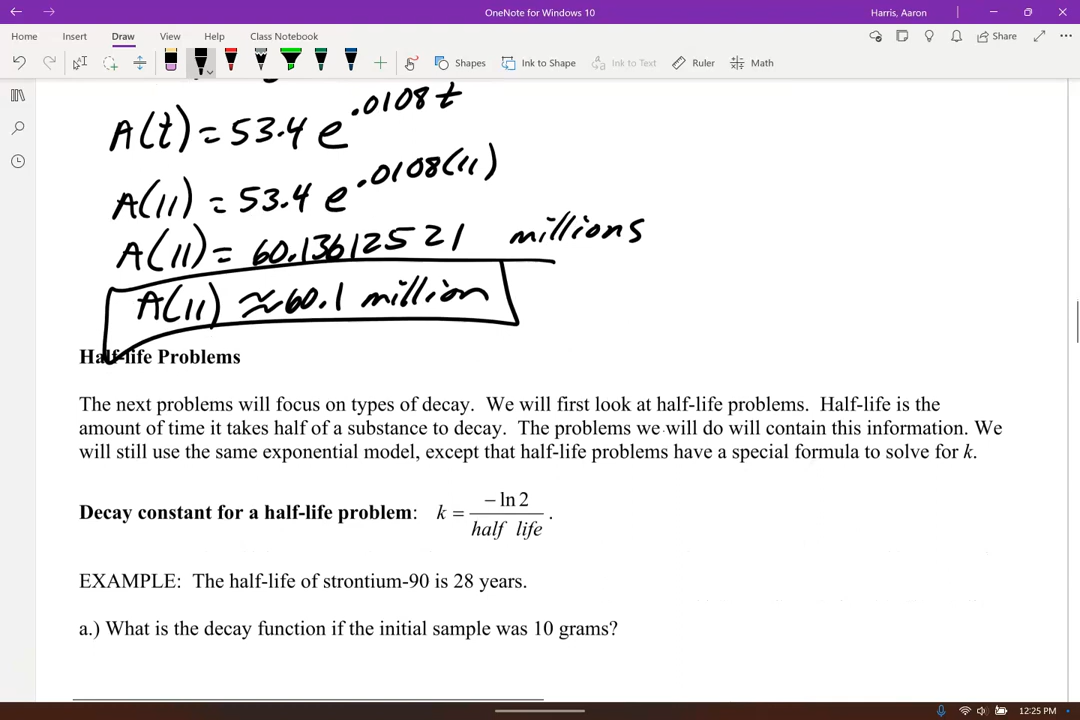 OneNote for Windows 10
Harris, Aaron
Home Insert Draw View Help Class Notebook
Share
Shapes Ink to Shape Ink to Text Ruler Math
A(t) = 53.4 e^.0108t
A(11) = 53.4 e^.0108(11)
A(11) = 60.13612521 millions
A(11) ≈ 60.1 million
Half-life Problems
The next problems will focus on types of decay. We will first look at half-life problems. Half-life is the
amount of time it takes half of a substance to decay. The problems we will do will contain this information. We
will still use the same exponential model, except that half-life problems have a special formula to solve for k.
Decay constant for a half-life problem: k = −ln 2 / half life .
EXAMPLE: The half-life of strontium-90 is 28 years.
a.) What is the decay function if the initial sample was 10 grams?
12:25 PM